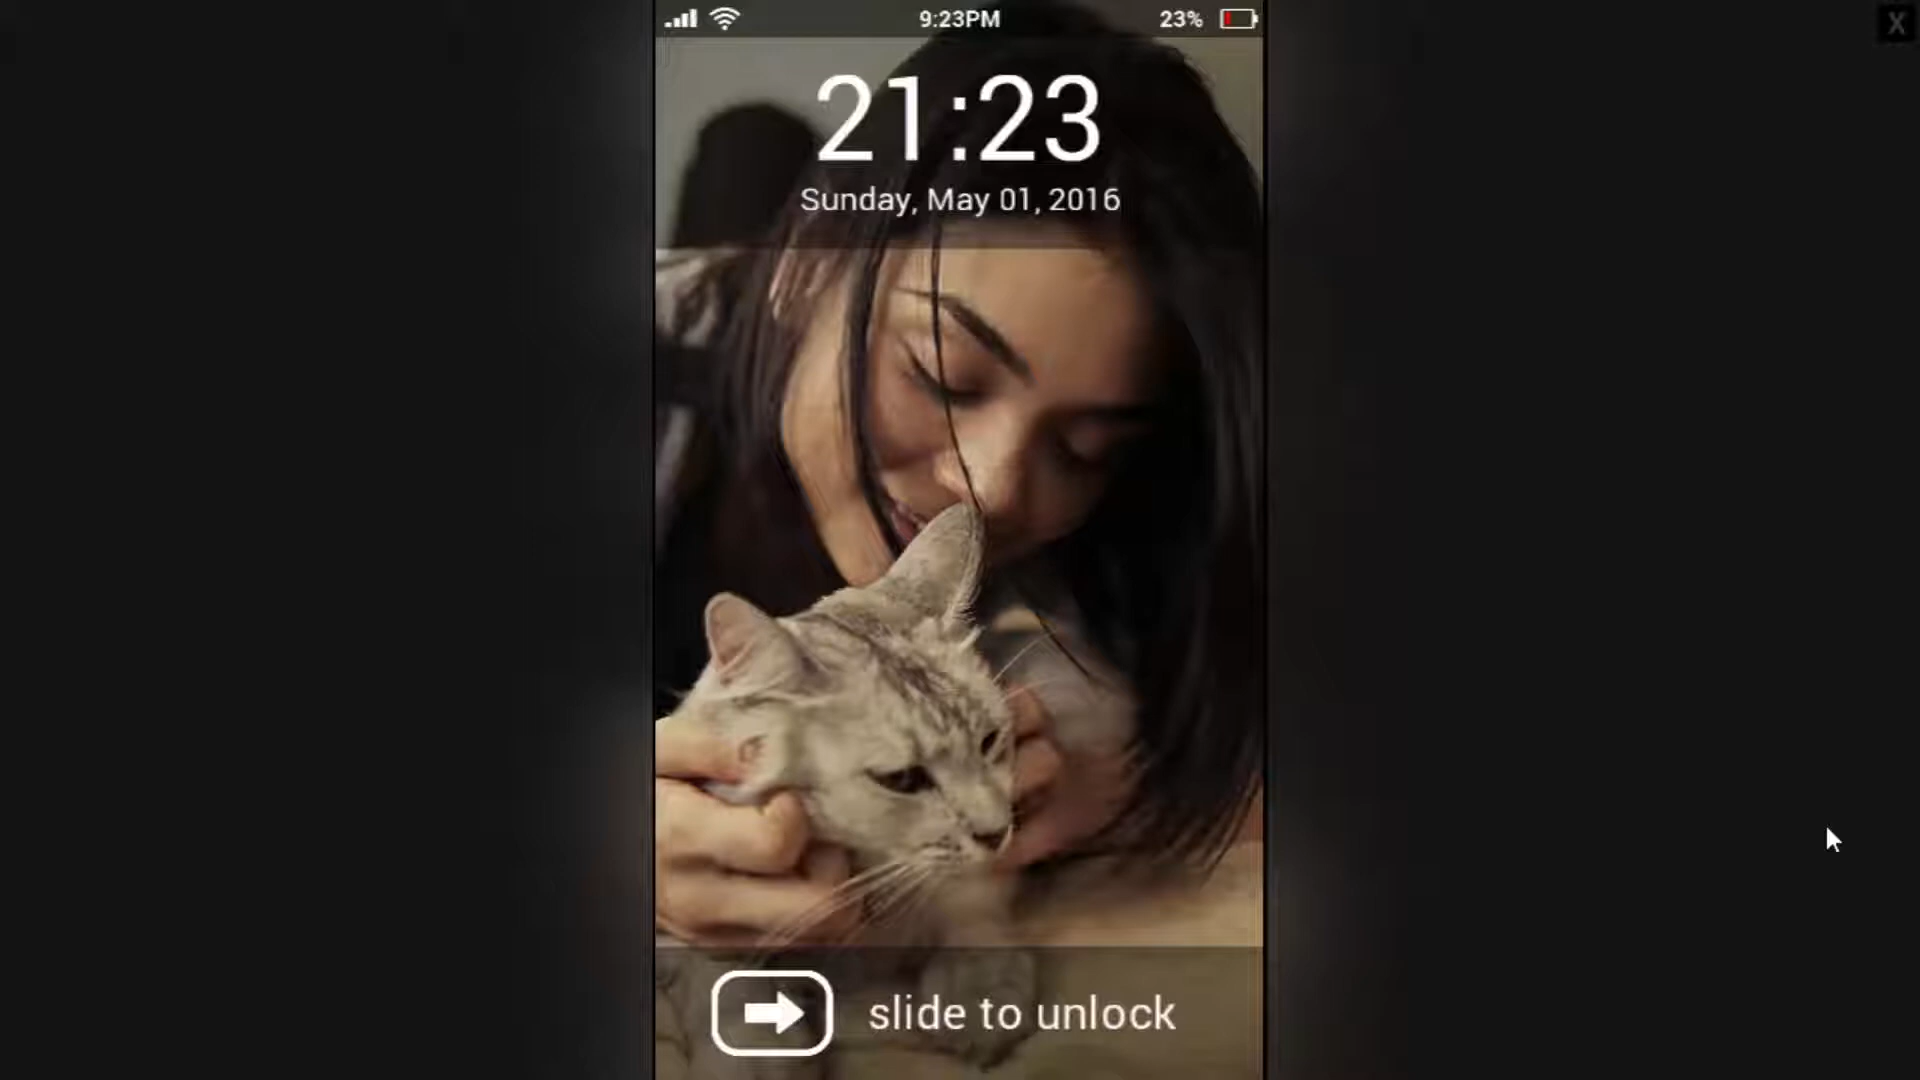 9:23PM 23%
X
21:23
Sunday, May 01, 2016
slide to unlock